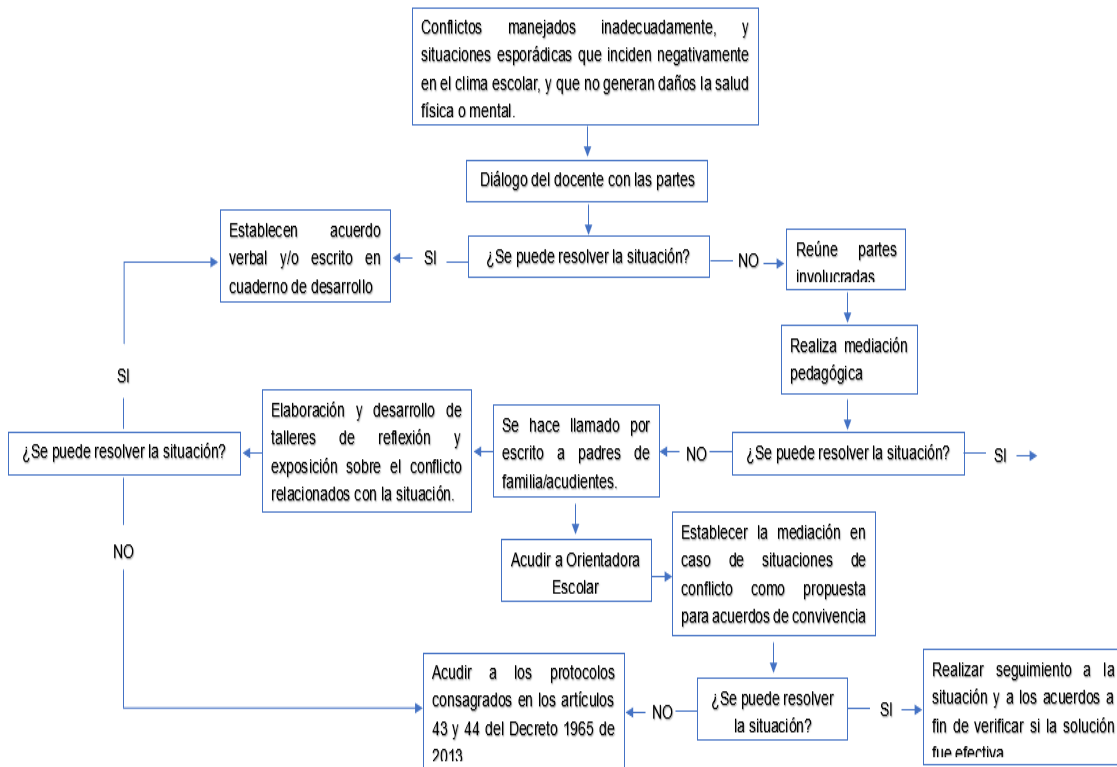 Conflictos manejados inadecuadamente, y
situaciones esporádicas que inciden negativamente
en el clima escolar, y que no generan daños la salud
física o mental.
Diálogo del docente con las partes
Establecen acuerdo
verbal y/o escrito en
cuaderno de desarrollo
SI
¿Se puede resolver la situación?
NO
Reúne partes
involucradas
Realiza mediación
pedagógica
SI
Elaboración y desarrollo de
talleres de reflexión y
exposición sobre el conflicto
relacionados con la situación.
Se hace llamado por
escrito a padres de
familia/acudientes.
¿Se puede resolver la situación?
NO
¿Se puede resolver la situación?
SI
NO
Acudir a Orientadora
Escolar
Establecer la mediación en
caso de situaciones de
conflicto como propuesta
para acuerdos de convivencia
Acudir a los protocolos
consagrados en los artículos
43 y 44 del Decreto 1965 de
2013
NO
¿Se puede resolver
la situación?
SI
Realizar seguimiento a la
situación y a los acuerdos a
fin de verificar si la solución
fue efectiva